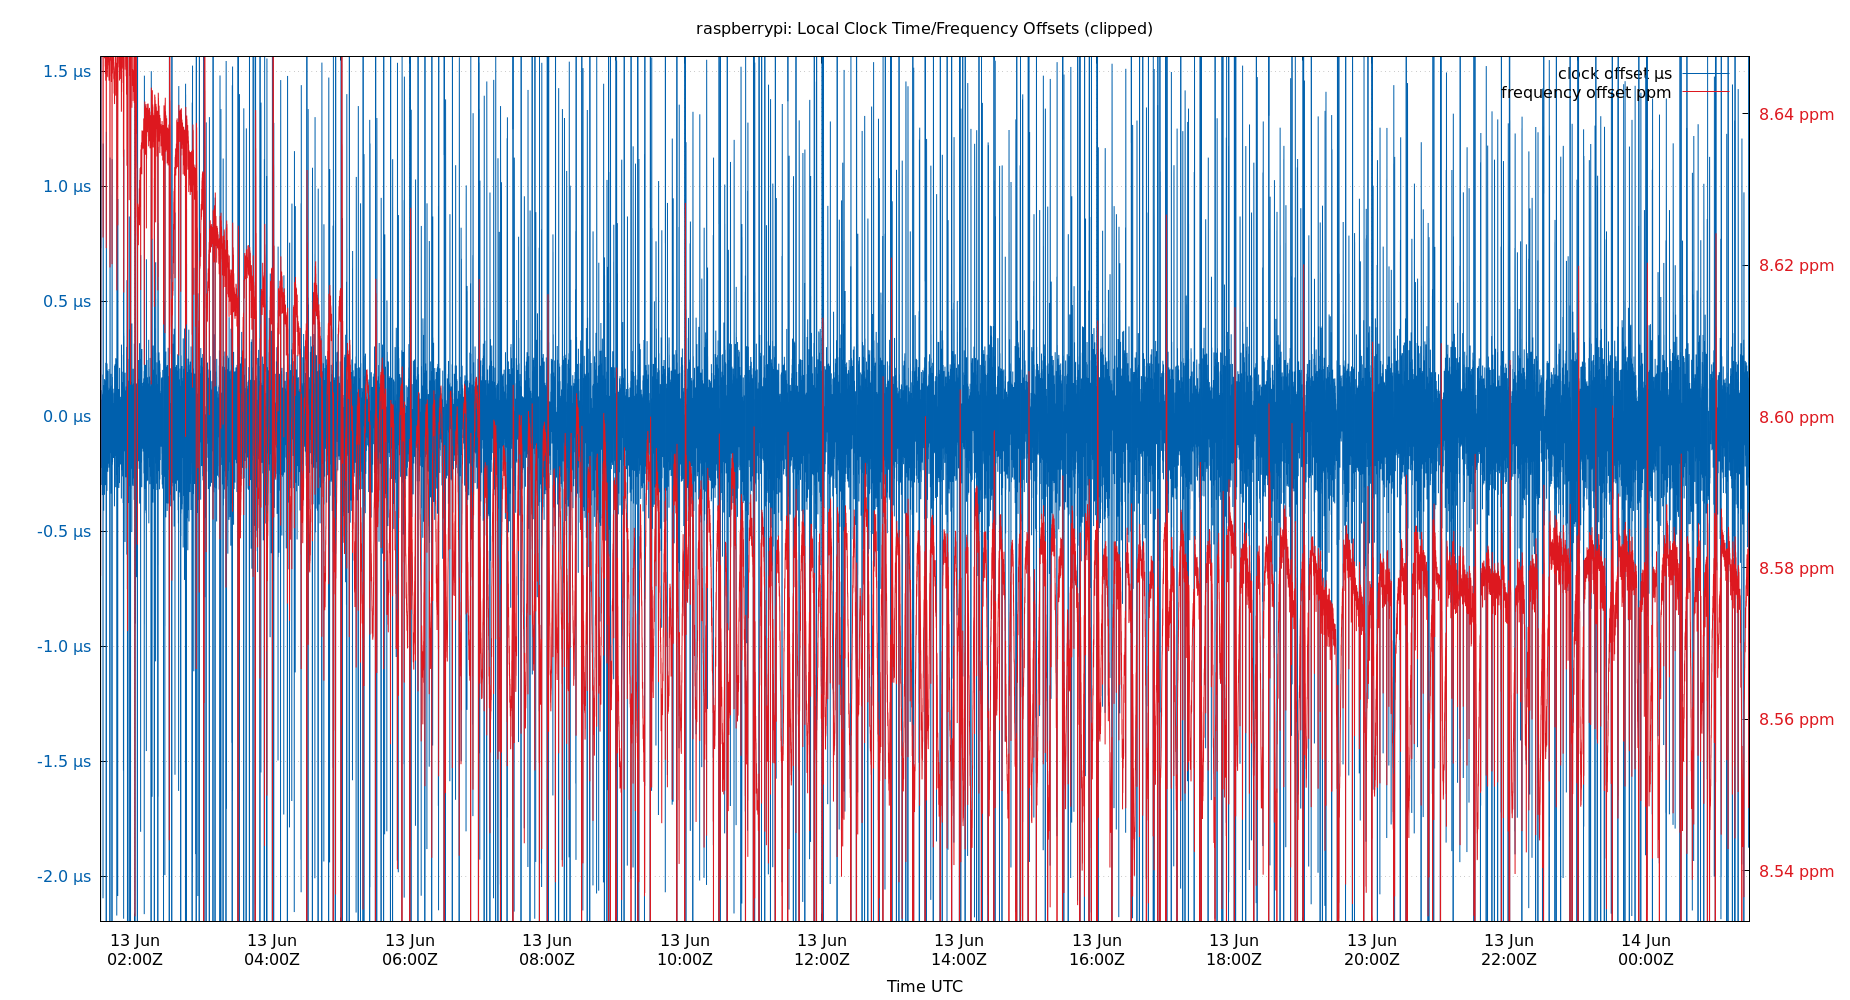 raspberrypi: Local Clock Time/Frequency Offsets (clipped)
clock offset µs
frequency offset ppm
1.5 µs
1.0 µs
0.5 µs
0.0 µs
-0.5 µs
-1.0 µs
-1.5 µs
-2.0 µs
8.64 ppm
8.62 ppm
8.60 ppm
8.58 ppm
8.56 ppm
8.54 ppm
13 Jun 13 Jun 13 Jun 13 Jun 13 Jun 13 Jun 13 Jun 13 Jun 13 Jun 13 Jun 13 Jun 14 Jun
02:00Z 04:00Z 06:00Z 08:00Z 10:00Z 12:00Z 14:00Z 16:00Z 18:00Z 20:00Z 22:00Z 00:00Z
Time UTC